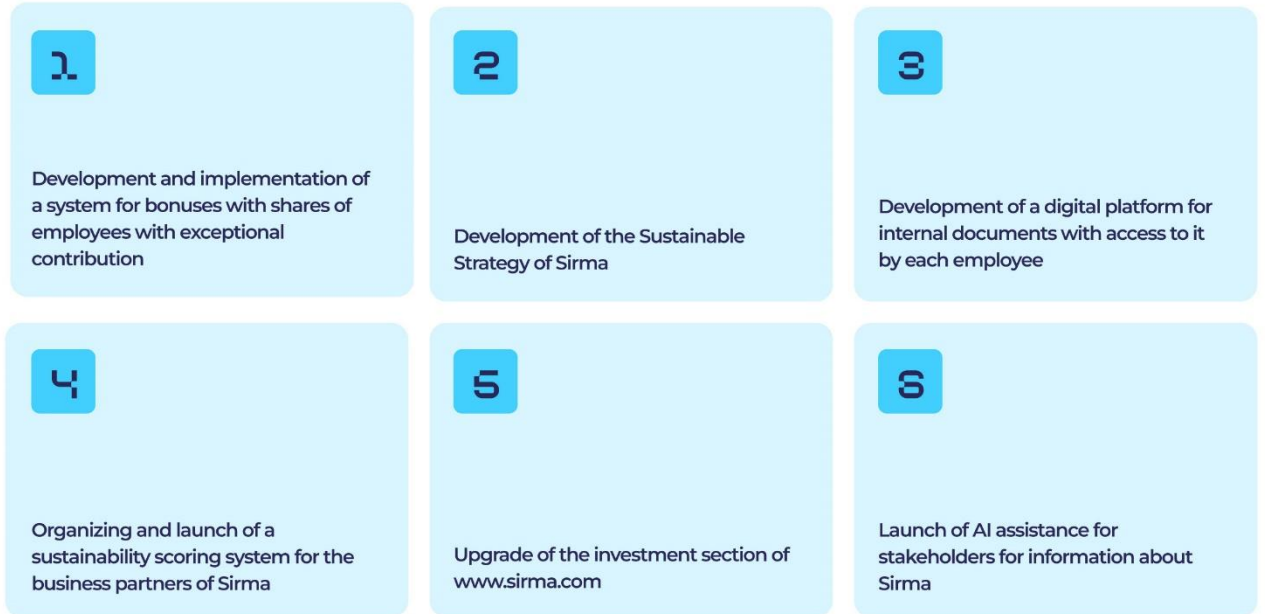 1
Development and implementation of
a system for bonuses with shares of
employees with exceptional
contribution
2
Development of the Sustainable
Strategy of Sirma
3
Development of a digital platform for
internal documents with access to it
by each employee
4
Organizing and launch of a
sustainability scoring system for the
business partners of Sirma
5
Upgrade of the investment section of
www.sirma.com
6
Launch of AI assistance for
stakeholders for information about
Sirma